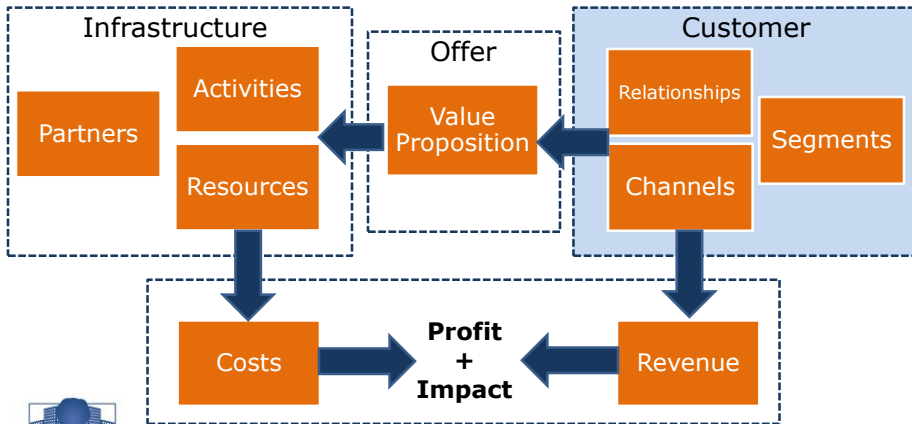 Infrastructure
Partners
Activities
Resources
Offer
Value
Proposition
Customer
Relationships
Channels
Segments
Costs
Profit
+
Impact
Revenue